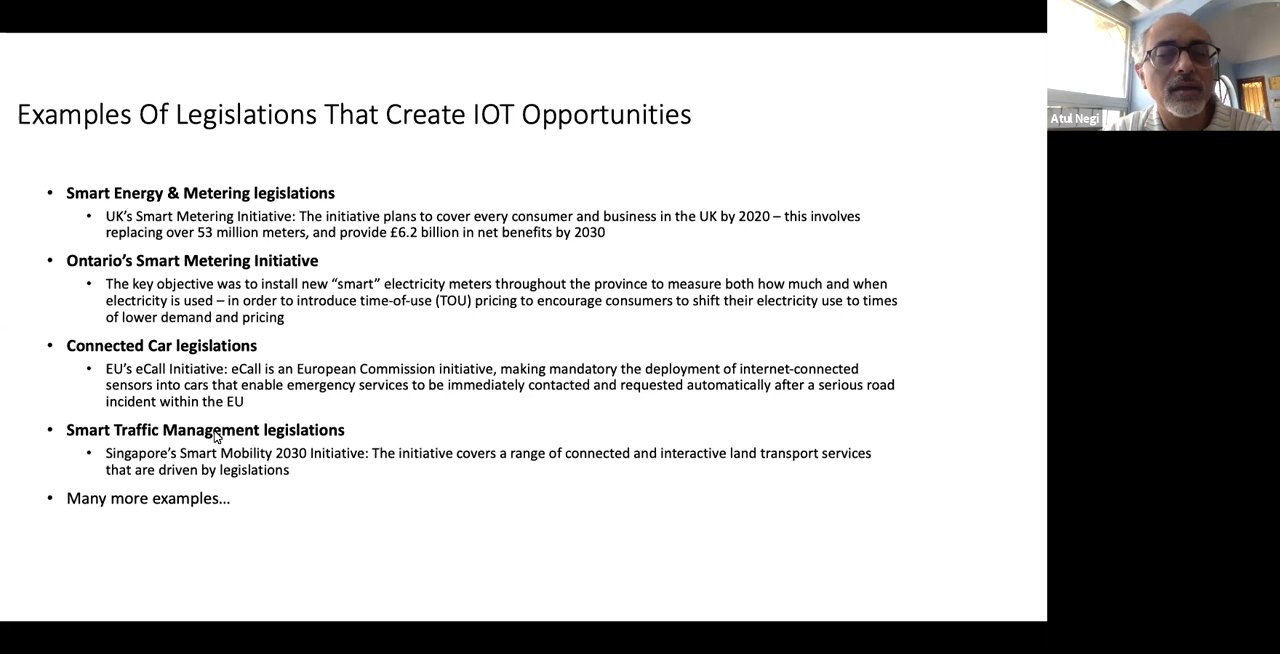 Examples Of Legislations That Create IOT Opportunities
• Smart Energy & Metering legislations
• UK's Smart Metering Initiative: The initiative plans to cover every consumer and business in the UK by 2020 – this involves
replacing over 53 million meters, and provide £6.2 billion in net benefits by 2030
• Ontario's Smart Metering Initiative
• The key objective was to install new “smart” electricity meters throughout the province to measure both how much and when
electricity is used – in order to introduce time-of-use (TOU) pricing to encourage consumers to shift their electricity use to times
of lower demand and pricing
• Connected Car legislations
• EU's eCall Initiative: eCall is an European Commission initiative, making mandatory the deployment of internet-connected
sensors into cars that enable emergency services to be immediately contacted and requested automatically after a serious road
incident within the EU
• Smart Traffic Management legislations
• Singapore's Smart Mobility 2030 Initiative: The initiative covers a range of connected and interactive land transport services
that are driven by legislations
• Many more examples…
Atul Negi